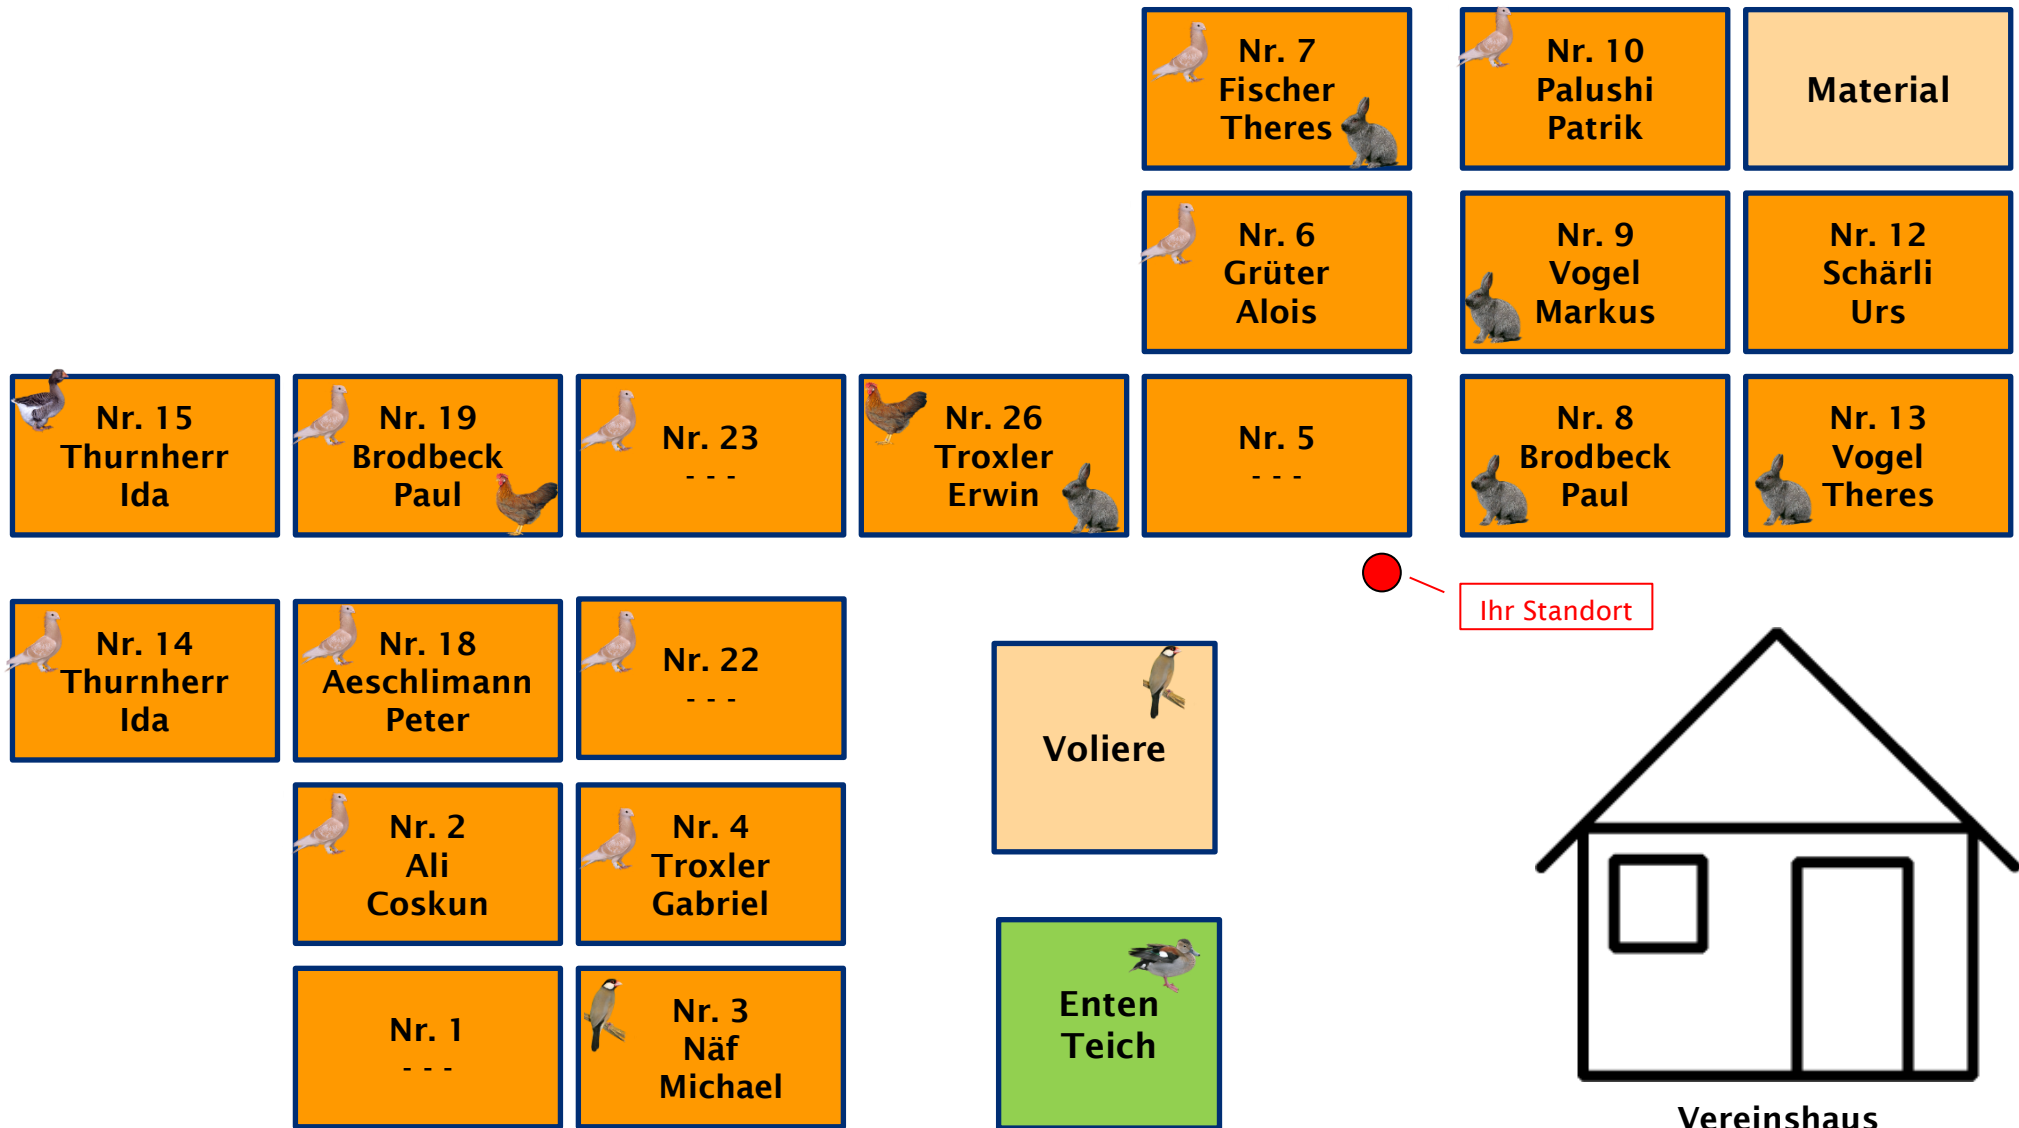 Nr. 7
Fischer
Theres
Nr. 10
Palushi
Patrik
Material
Nr. 6
Grüter
Alois
Nr. 9
Vogel
Markus
Nr. 12
Schärli
Urs
Nr. 15
Thurnherr
Ida
Nr. 19
Brodbeck
Paul
Nr. 23
- - -
Nr. 26
Troxler
Erwin
Nr. 5
- - -
Nr. 8
Brodbeck
Paul
Nr. 13
Vogel
Theres
Ihr Standort
Nr. 14
Thurnherr
Ida
Nr. 18
Aeschlimann
Peter
Nr. 22
- - -
Voliere
Nr. 2
Ali
Coskun
Nr. 4
Troxler
Gabriel
Nr. 1
- - -
Nr. 3
Näf
Michael
Enten
Teich
Vereinshaus